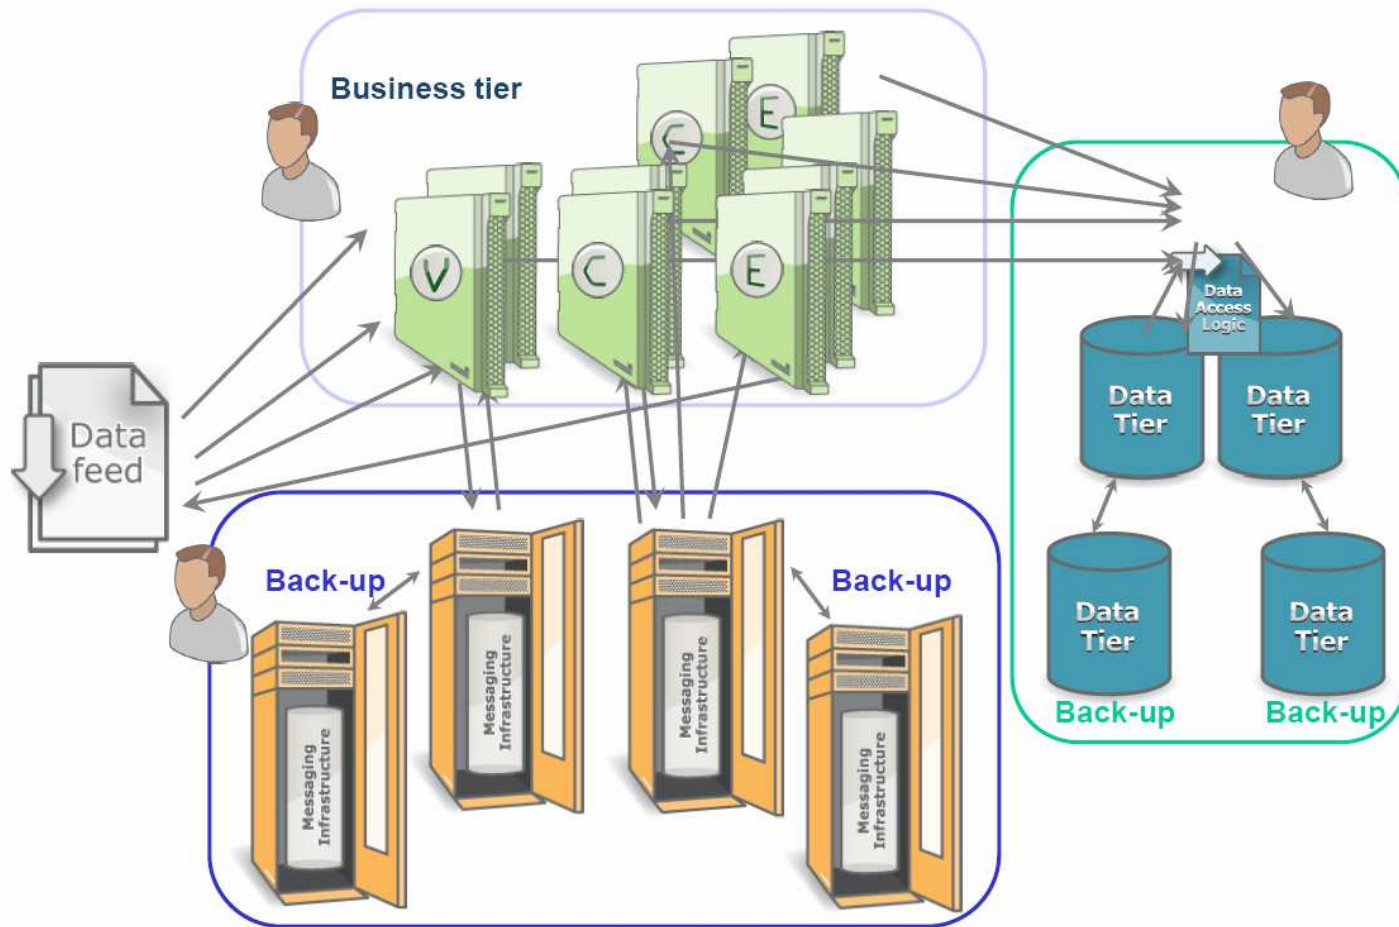 Business tier
C
E
V
C
E
Data
feed
Data
Access
Logic
Data
Tier
Data
Tier
Data
Tier
Data
Tier
Back-up
Back-up
Back-up
Back-up
Messaging
Infrastructure
Messaging
Infrastructure
Messaging
Infrastructure
Messaging
Infrastructure